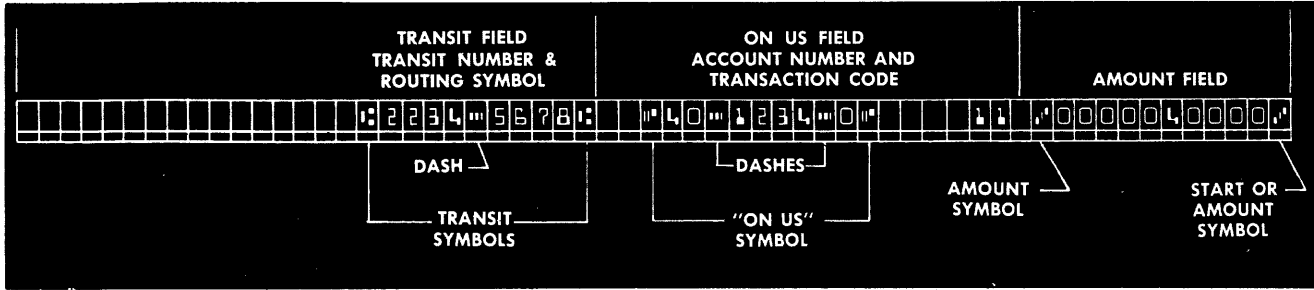 TRANSIT FIELD
TRANSIT NUMBER &
ROUTING SYMBOL
ON US FIELD
ACCOUNT NUMBER AND
TRANSACTION CODE
AMOUNT FIELD
⑆2234⑉5678⑆ ⑈40⑉1234⑉0⑈ 11 ⑇0000040000⑇
DASH
DASHES
AMOUNT
SYMBOL
START OR
AMOUNT
SYMBOL
TRANSIT
SYMBOLS
"ON US"
SYMBOL